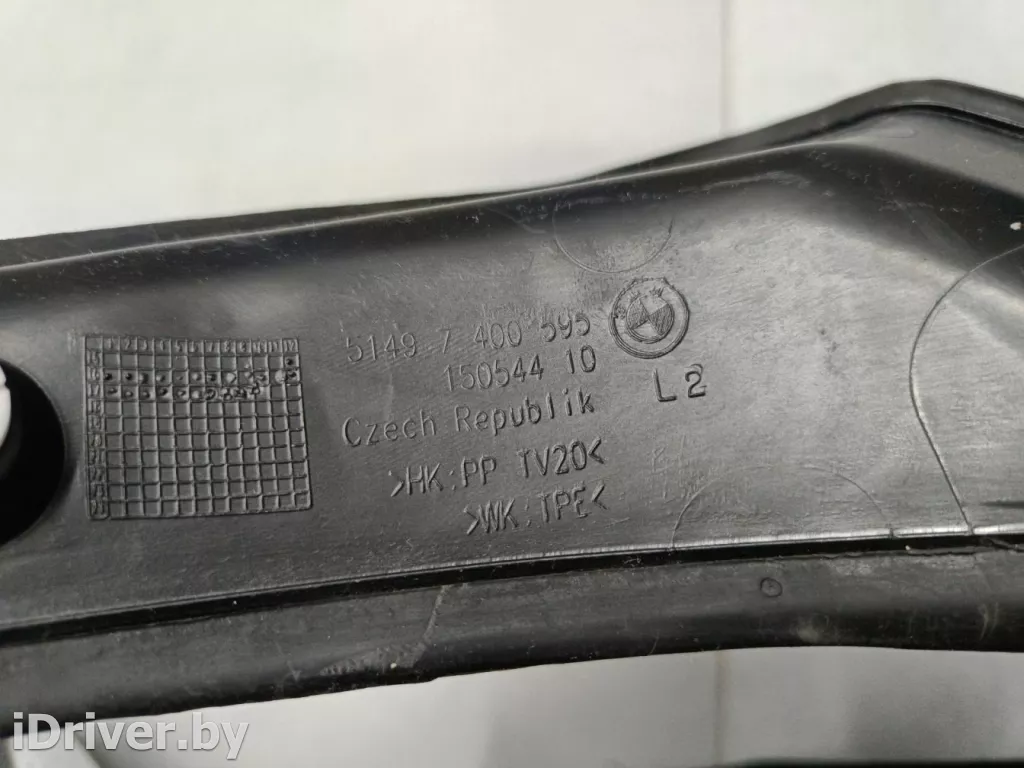 5149 7 400 595
150544 10
Czech Republik
L2
>HK:PP TV20<
>WK:TPE<
iDriver.by